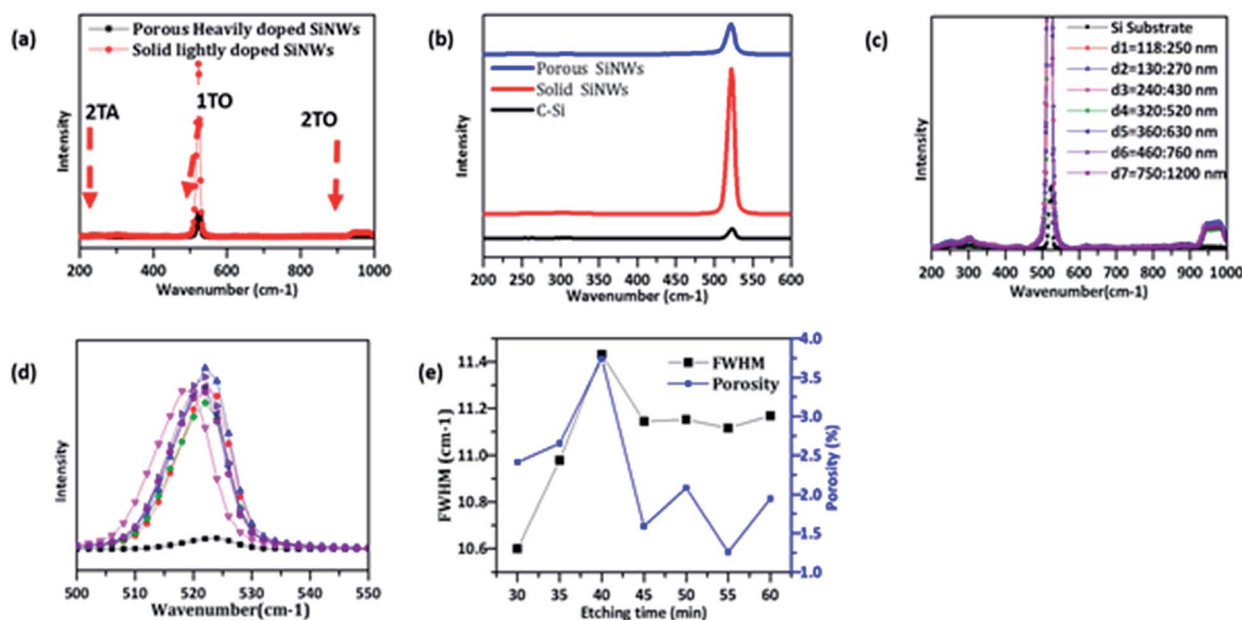 (a)
Porous Heavily doped SiNWs
Solid lightly doped SiNWs
2TA
1TO
2TO
Intensity
200 400 600 800 1000
Wavenumber (cm-1)
(b)
Porous SiNWs
Solid SiNWs
C-Si
Intensity
200 250 300 350 400 450 500 550 600
Wavenumber (cm-1)
(c)
Si Substrate
d1=118:250 nm
d2=130:270 nm
d3=240:430 nm
d4=320:520 nm
d5=360:630 nm
d6=460:760 nm
d7=750:1200 nm
Intensity
200 300 400 500 600 700 800 900 1000
Wavenumber(cm-1)
(d)
Intensity
500 510 520 530 540 550
Wavenumber(cm-1)
(e)
FWHM
Porosity
FWHM (cm-1)
11.4
11.2
11.0
10.8
10.6
Porosity (%)
4.0
3.5
3.0
2.5
2.0
1.5
1.0
30 35 40 45 50 55 60
Etching time (min)